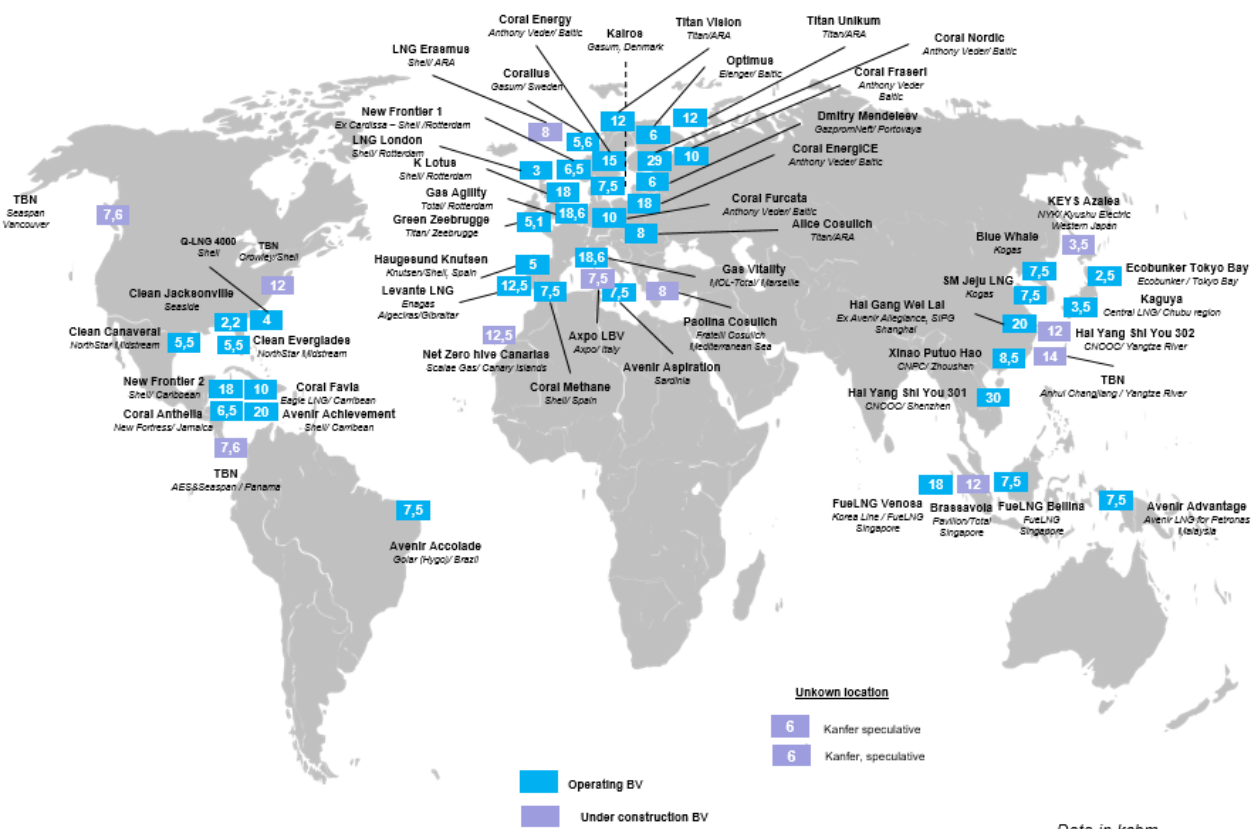 Coral Energy
Anthony Veder/ Baltic
Kairos
Gasum, Denmark
Titan Vision
Titan/ARA
Titan Unikum
Titan/ARA
Coral Nordic
Anthony Veder/ Baltic
LNG Erasmus
Shell/ ARA
Optimus
Elenger/ Baltic
Coralius
Gasum/ Sweden
Coral Fraseri
Anthony Veder
Baltic
New Frontier 1
Ex Cardissa – Shell /Rotterdam
Dmitry Mendeleev
GazpromNeft/ Portovaya
LNG London
Shell/ Rotterdam
Coral EnergICE
Anthony Veder/ Baltic
K Lotus
Shell/ Rotterdam
Gas Agility
Total/ Rotterdam
Coral Furcata
Anthony Veder/ Baltic
Green Zeebrugge
Titan/ Zeebrugge
Alice Cosulich
Titan/ARA
12
12
8
5,6
6
15
29
10
3
6,5
7,5
6
18
18
18,6
10
5,1
8
TBN
Seaspan
Vancouver
7,6
Q-LNG 4000
Shell
TBN
Crowley/Shell
12
Clean Jacksonville
Seaside
2,2
4
Clean Canaveral
NorthStar Midstream
5,5
5,5
Clean Everglades
NorthStar Midstream
New Frontier 2
Shell/ Caribbean
18
10
Coral Favia
Eagle LNG/ Carribean
Coral Anthelia
New Fortress/ Jamaica
6,5
20
Avenir Achievement
Shell/ Carribean
7,6
TBN
AES&Seaspan / Panama
7,5
Avenir Accolade
Golar (Hygo)/ Brazil
Haugesund Knutsen
Knutsen/Shell, Spain
5
18,6
Gas Vitality
MOL-Total/ Marseille
Levante LNG
Enagas
Algeciras/Gibraltar
12,5
7,5
7,5
7,5
8
Paolina Cosulich
Fratelli Cosulich
Mediterranean Sea
12,5
Net Zero hive Canarias
Scalae Gas/ Canary Islands
Axpo LBV
Axpo/ Italy
Avenir Aspiration
Sardinia
Coral Methane
Shell/ Spain
KEYS Azalea
NYK/ Kyushu Electric
Western Japan
3,5
Blue Whale
Kogas
7,5
2,5
Ecobunker Tokyo Bay
Ecobunker / Tokyo Bay
SM Jeju LNG
Kogas
7,5
3,5
Kaguya
Central LNG/ Chubu region
Hai Gang Wei Lai
Ex Avenir Allegiance, SIPG
Shanghai
20
12
Hai Yang Shi You 302
CNOOC/ Yangtze River
Xinao Putuo Hao
CNPC/ Zhoushan
8,5
14
TBN
Anhui Changjiang / Yangtze River
Hai Yang Shi You 301
CNOOC/ Shenzhen
30
18
12
7,5
7,5
FueLNG Venosa
Korea Line / FueLNG
Singapore
Brassavola
Pavilion/Total
Singapore
FueLNG Bellina
FueLNG
Singapore
Avenir Advantage
Avenir LNG for Petronas
Malaysia
Unkown location
6 Kanfer speculative
6 Kanfer, speculative
Operating BV
Under construction BV
Data in kcbm